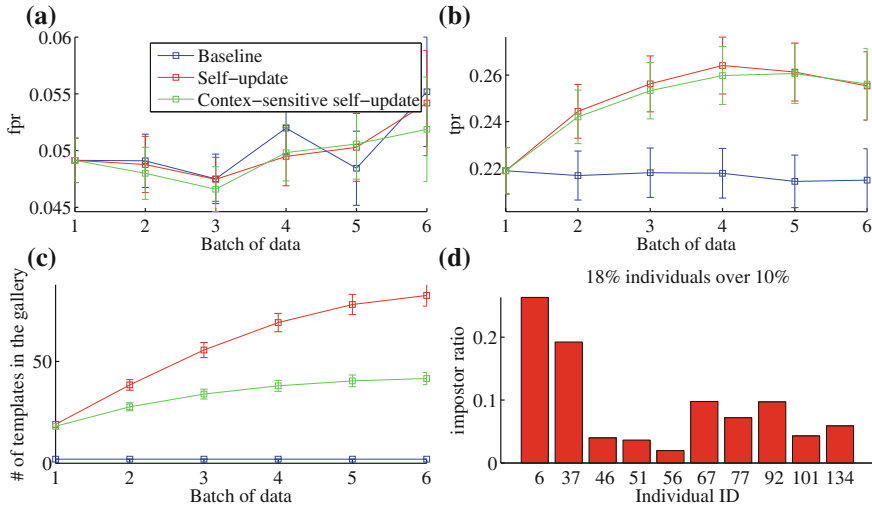 (a)
0.06
0.055
0.05
0.045
fpr
Baseline
Self-update
Contex-sensitive self-update
1 2 3 4 5 6
Batch of data
(b)
0.26
0.24
0.22
tpr
1 2 3 4 5 6
Batch of data
(c)
# of templates in the gallery
50
0
1 2 3 4 5 6
Batch of data
(d)
18% individuals over 10%
impostor ratio
0.2
0.1
0
6 37 46 51 56 67 77 92 101 134
Individual ID